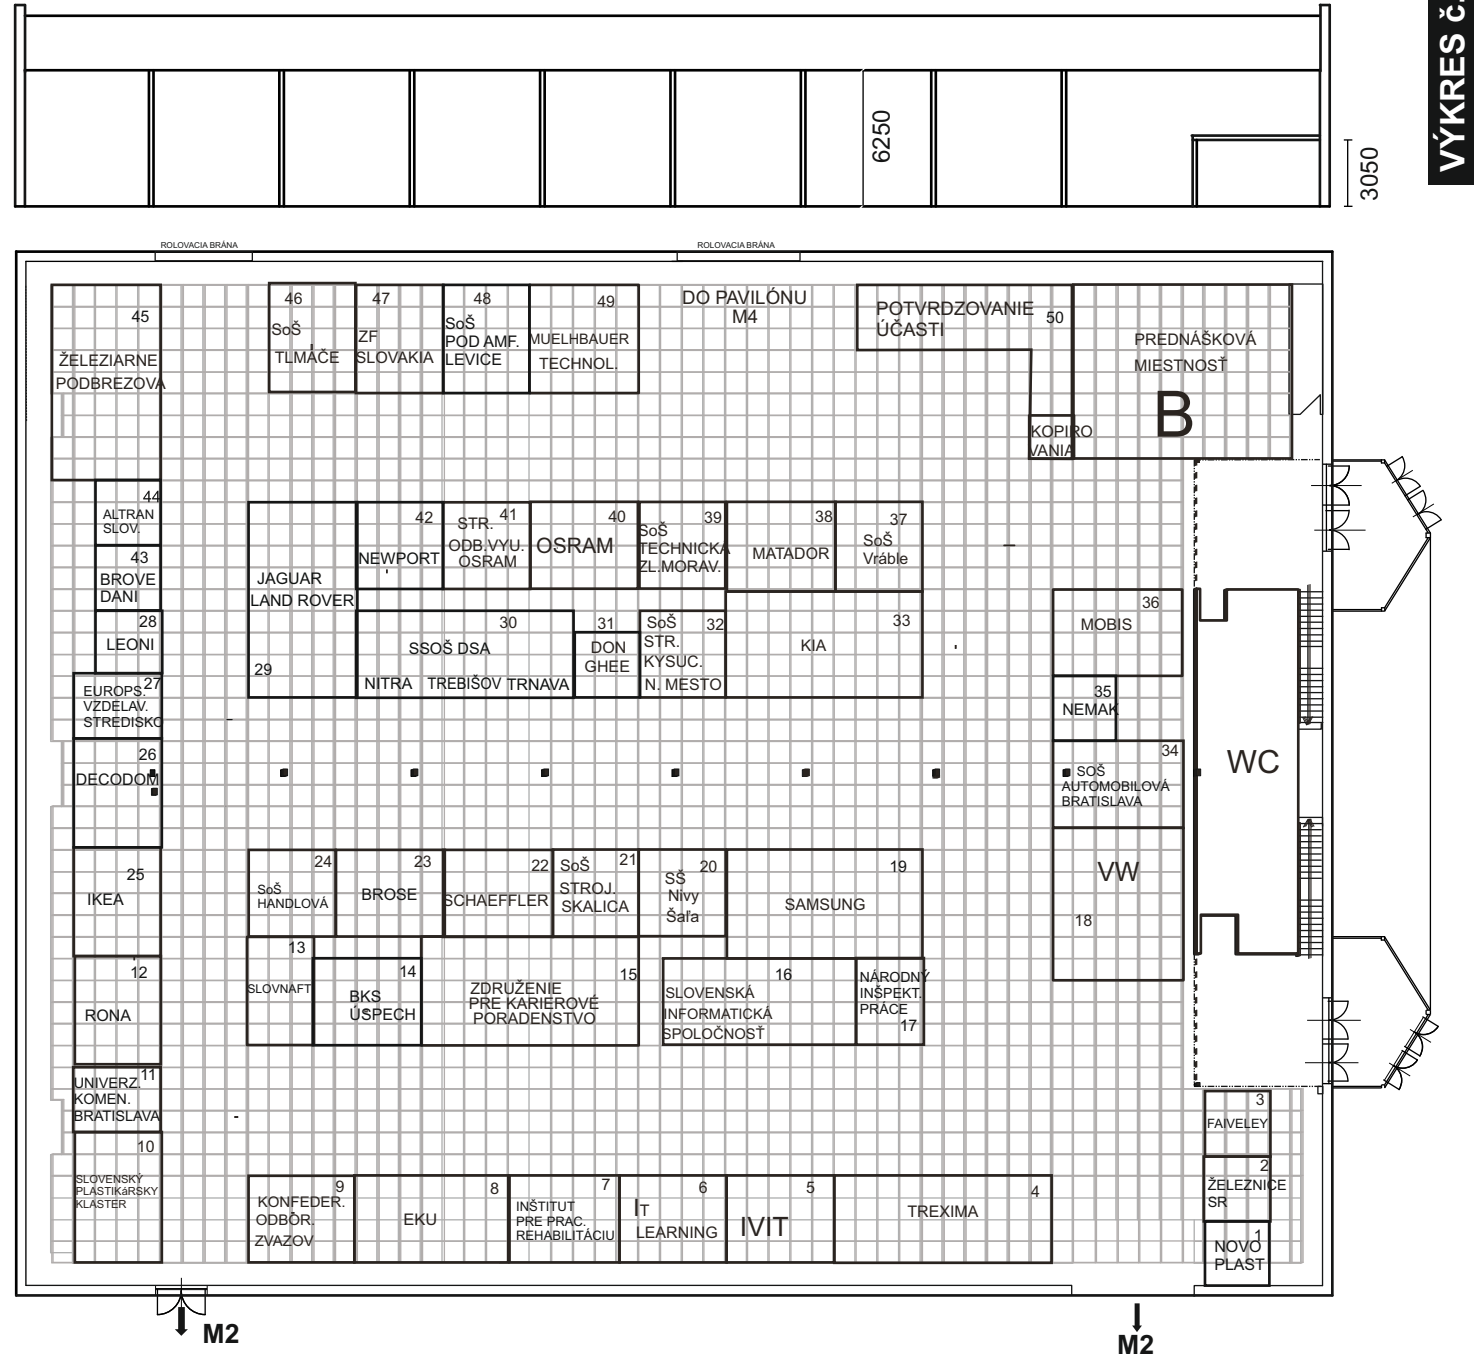 VÝKRES č.
6250
3050
ROLOVACIA BRÁNA
ROLOVACIA BRÁNA
45
ŽELEZIARNE
PODBREZOVA
46
SoŠ
TLMAČE
47
ZF
SLOVAKIA
48
SoŠ
POD AMF.
LEVICE
49
MUELHBAUER
TECHNOL.
DO PAVILÓNU
M4
POTVRDZOVANIE
ÚČASTI
50
PREDNÁŠKOVÁ
MIESTNOSŤ
B
KOPIRO
VANIA
44
ALTRAN
SLOV.
43
BROVE
DANI
28
LEONI
27
EUROPS.
VZDELAV.
STREDISKO
26
DECODOM
25
IKEA
12
RONA
11
UNIVERZ.
KOMEN.
BRATISLAVA
10
SLOVENSKÝ
PLASTIKáRSKY
KLASTER
JAGUAR
LAND ROVER
29
42
NEWPORT
STR.
41
ODB.VYU.
OSRAM
40
OSRAM
39
SoŠ
TECHNICKÁ
ZL.MORAV.
38
MATADOR
37
SoŠ
Vráble
30
SSOŠ DSA
NITRA TREBIŠOV TRNAVA
31
DON
GHEE
SoŠ
32
STR.
KYSUC.
N. MESTO
33
KIA
36
MOBIS
35
NEMAK
34
SOŠ
AUTOMOBILOVÁ
BRATISLAVA
VW
18
WC
24
SoŠ
HANDLOVÁ
23
BROSE
22
SCHAEFFLER
21
SoŠ
STROJ.
SKALICA
20
SŠ
Nivy
Šaľa
19
SAMSUNG
13
SLOVNAFT
14
BKS
ÚSPECH
15
ZDRUŽENIE
PRE KARIEROVÉ
PORADENSTVO
16
SLOVENSKÁ
INFORMATICKÁ
SPOLOČNOSŤ
NÁRODNÝ
INŠPEKT.
PRÁCE
17
3
FAIVELEY
2
ŽELEZNICE
SR
1
NOVO
PLAST
9
KONFEDER.
ODBOR.
ZVAZOV
8
EKU
7
INŠTITUT
PRE PRAC.
REHABILITÁCIU
6
IT
LEARNING
5
IVIT
4
TREXIMA
M2
M2